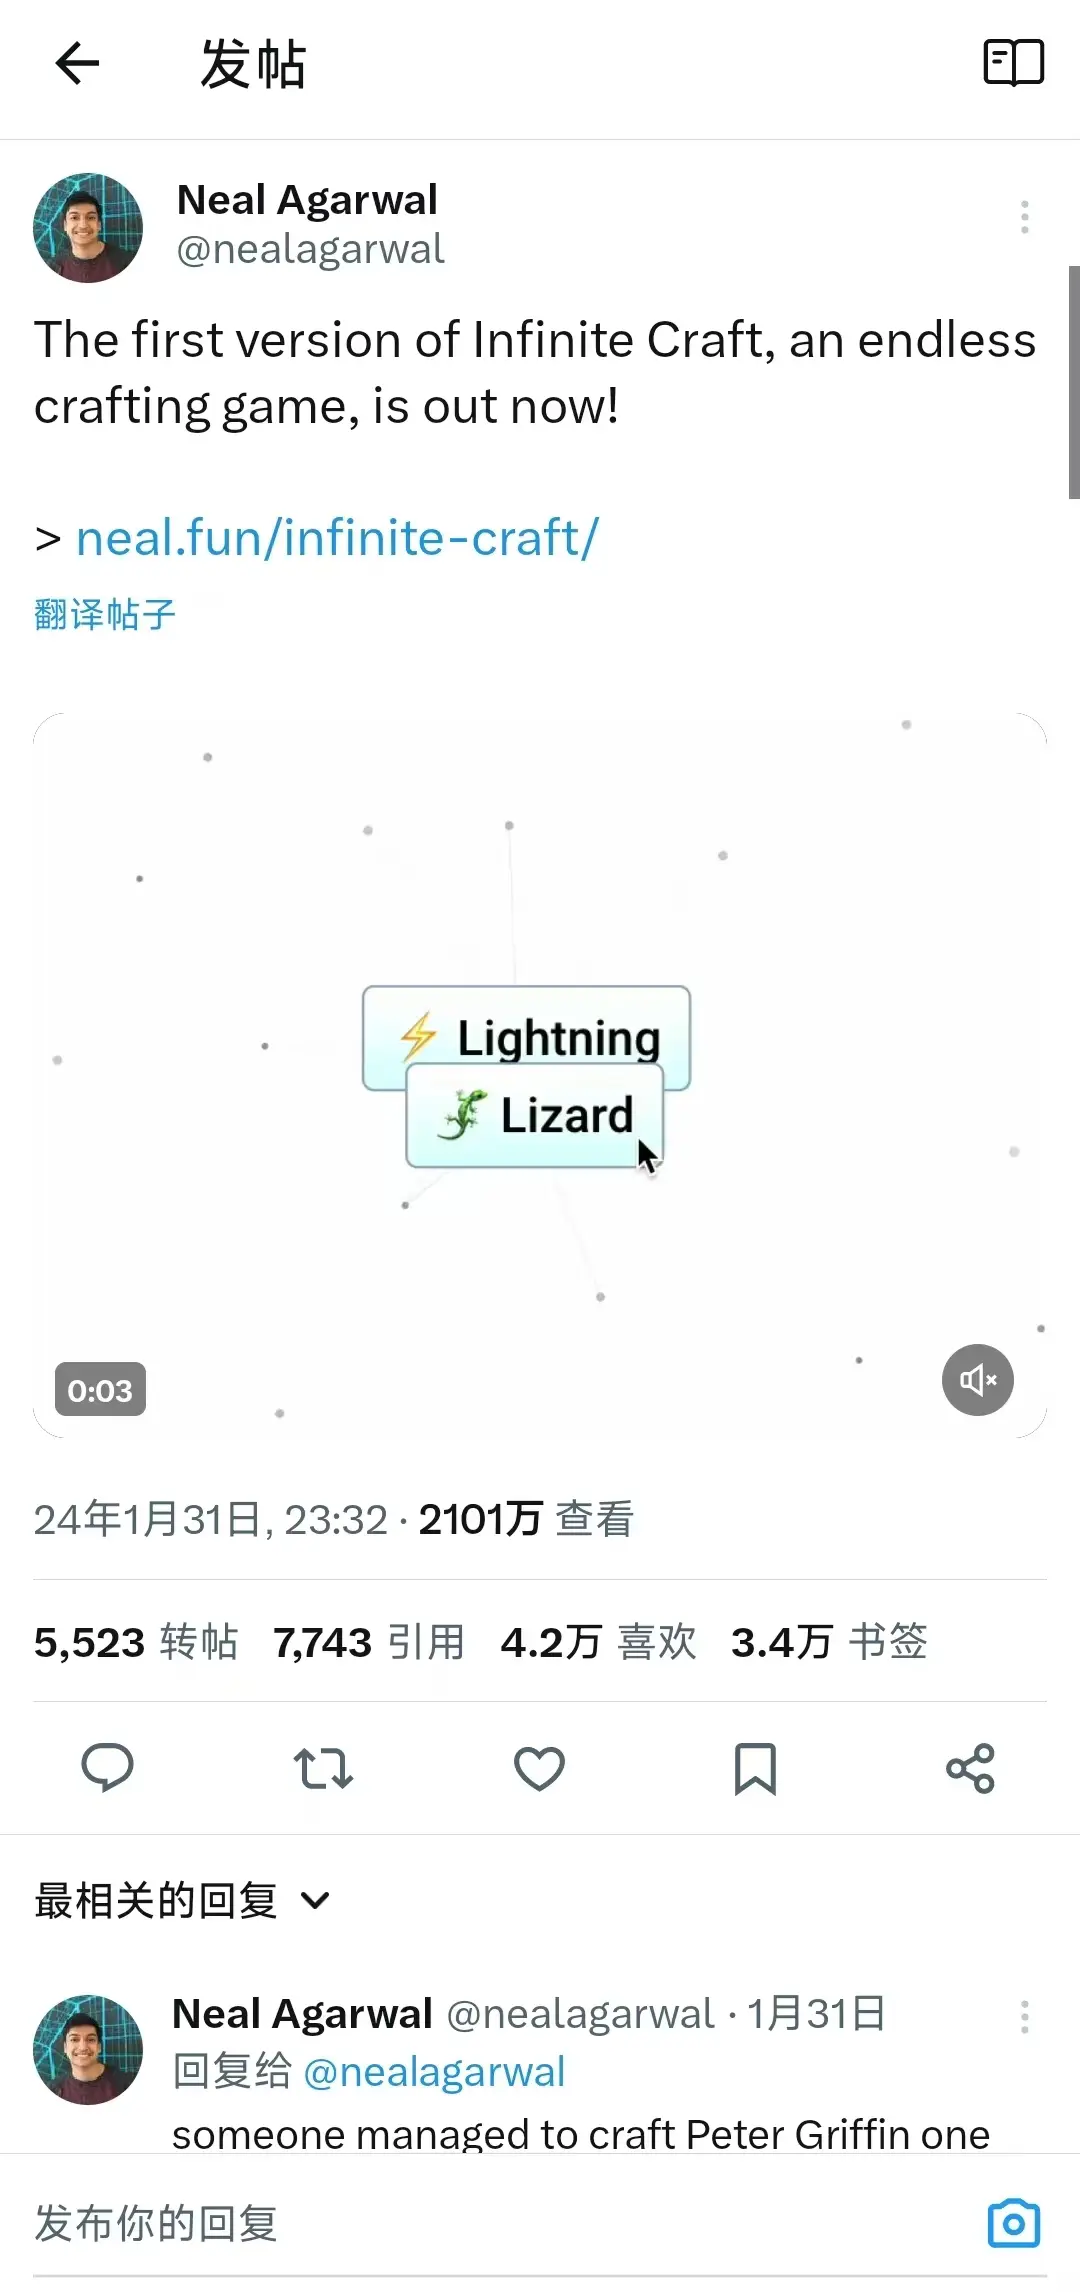 发帖
Neal Agarwal
@nealagarwal
The first version of Infinite Craft, an endless
crafting game, is out now!
> neal.fun/infinite-craft/
翻译帖子
⚡ Lightning
🦎 Lizard
0:03
24年1月31日, 23:32 · 2101万 查看
5,523 转帖 7,743 引用 4.2万 喜欢 3.4万 书签
最相关的回复
Neal Agarwal @nealagarwal · 1月31日
回复给 @nealagarwal
someone managed to craft Peter Griffin one
发布你的回复